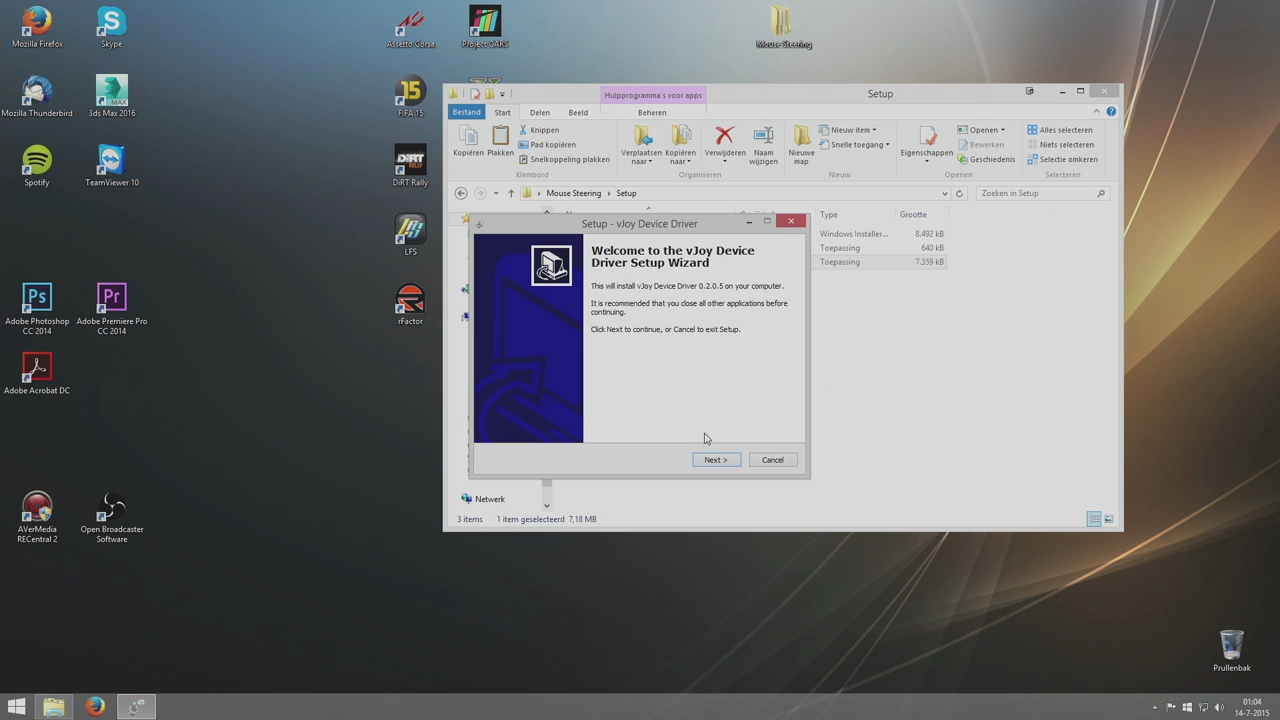 Mozilla Firefox
Skype
Assetto Corsa
Project CARS
Mouse Steering
Mozilla Thunderbird
3ds Max 2016
FIFA 15
Spotify
TeamViewer 10
DiRT Rally
LFS
Adobe Photoshop
CC 2014
Adobe Premiere Pro
CC 2014
rFactor
Adobe Acrobat DC
AVerMedia
RECentral 2
Open Broadcaster
Software
Prullenbak
Hulpprogramma's voor apps
Setup
Bestand
Start
Delen
Beeld
Beheren
Kopiëren
Plakken
Knippen
Pad kopiëren
Snelkoppeling plakken
Klembord
Verplaatsen
naar
Kopiëren
naar
Verwijderen
Naam
wijzigen
Organiseren
Nieuwe
map
Nieuw item
Snelle toegang
Nieuw
Eigenschappen
Openen
Bewerken
Geschiedenis
Openen
Alles selecteren
Niets selecteren
Selectie omkeren
Selecteren
Mouse Steering
Setup
Zoeken in Setup
Type
Grootte
Windows Installer...
8.492 kB
Toepassing
640 kB
Toepassing
7.359 kB
Setup - vJoy Device Driver
Welcome to the vJoy Device
Driver Setup Wizard
This will install vJoy Device Driver 0.2.0.5 on your computer.
It is recommended that you close all other applications before
continuing.
Click Next to continue, or Cancel to exit Setup.
Next >
Cancel
Netwerk
3 items
1 item geselecteerd 7,18 MB
01:04
14-7-2015